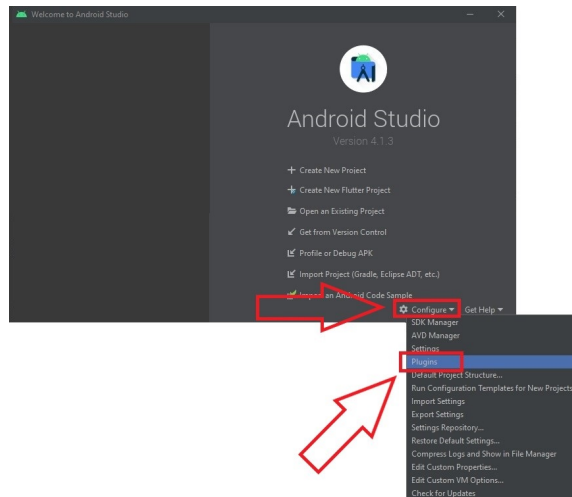 Welcome to Android Studio
Android Studio
Version 4.1.3
Create New Project
Create New Flutter Project
Open an Existing Project
Get from Version Control
Profile or Debug APK
Import Project (Gradle, Eclipse ADT, etc.)
Import an Android Code Sample
Configure Get Help
SDK Manager
AVD Manager
Settings
Plugins
Default Project Structure...
Run Configuration Templates for New Projects
Import Settings
Export Settings
Settings Repository...
Restore Default Settings...
Compress Logs and Show in File Manager
Edit Custom Properties...
Edit Custom VM Options...
Check for Updates